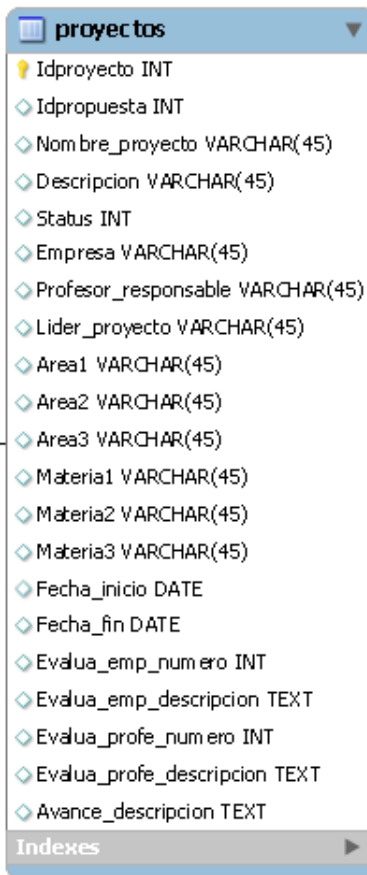 proyectos
Idproyecto INT
Idpropuesta INT
Nombre_proyecto VARCHAR(45)
Descripcion VARCHAR(45)
Status INT
Empresa VARCHAR(45)
Profesor_responsable VARCHAR(45)
Lider_proyecto VARCHAR(45)
Area1 VARCHAR(45)
Area2 VARCHAR(45)
Area3 VARCHAR(45)
Materia1 VARCHAR(45)
Materia2 VARCHAR(45)
Materia3 VARCHAR(45)
Fecha_inicio DATE
Fecha_fin DATE
Evalua_emp_numero INT
Evalua_emp_descripcion TEXT
Evalua_profe_numero INT
Evalua_profe_descripcion TEXT
Avance_descripcion TEXT
Indexes